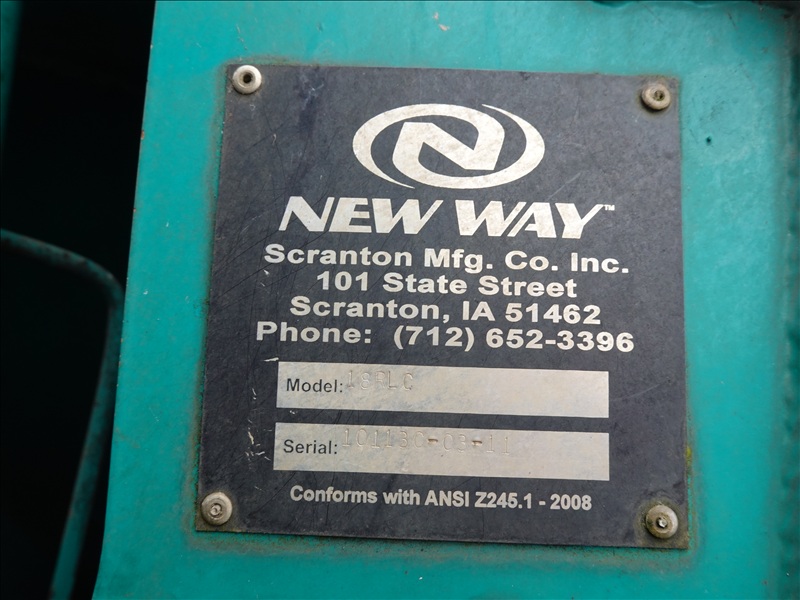 NEW WAY™
Scranton Mfg. Co. Inc.
101 State Street
Scranton, IA 51462
Phone: (712) 652-3396
Model:
Serial:
Conforms with ANSI Z245.1 - 2008